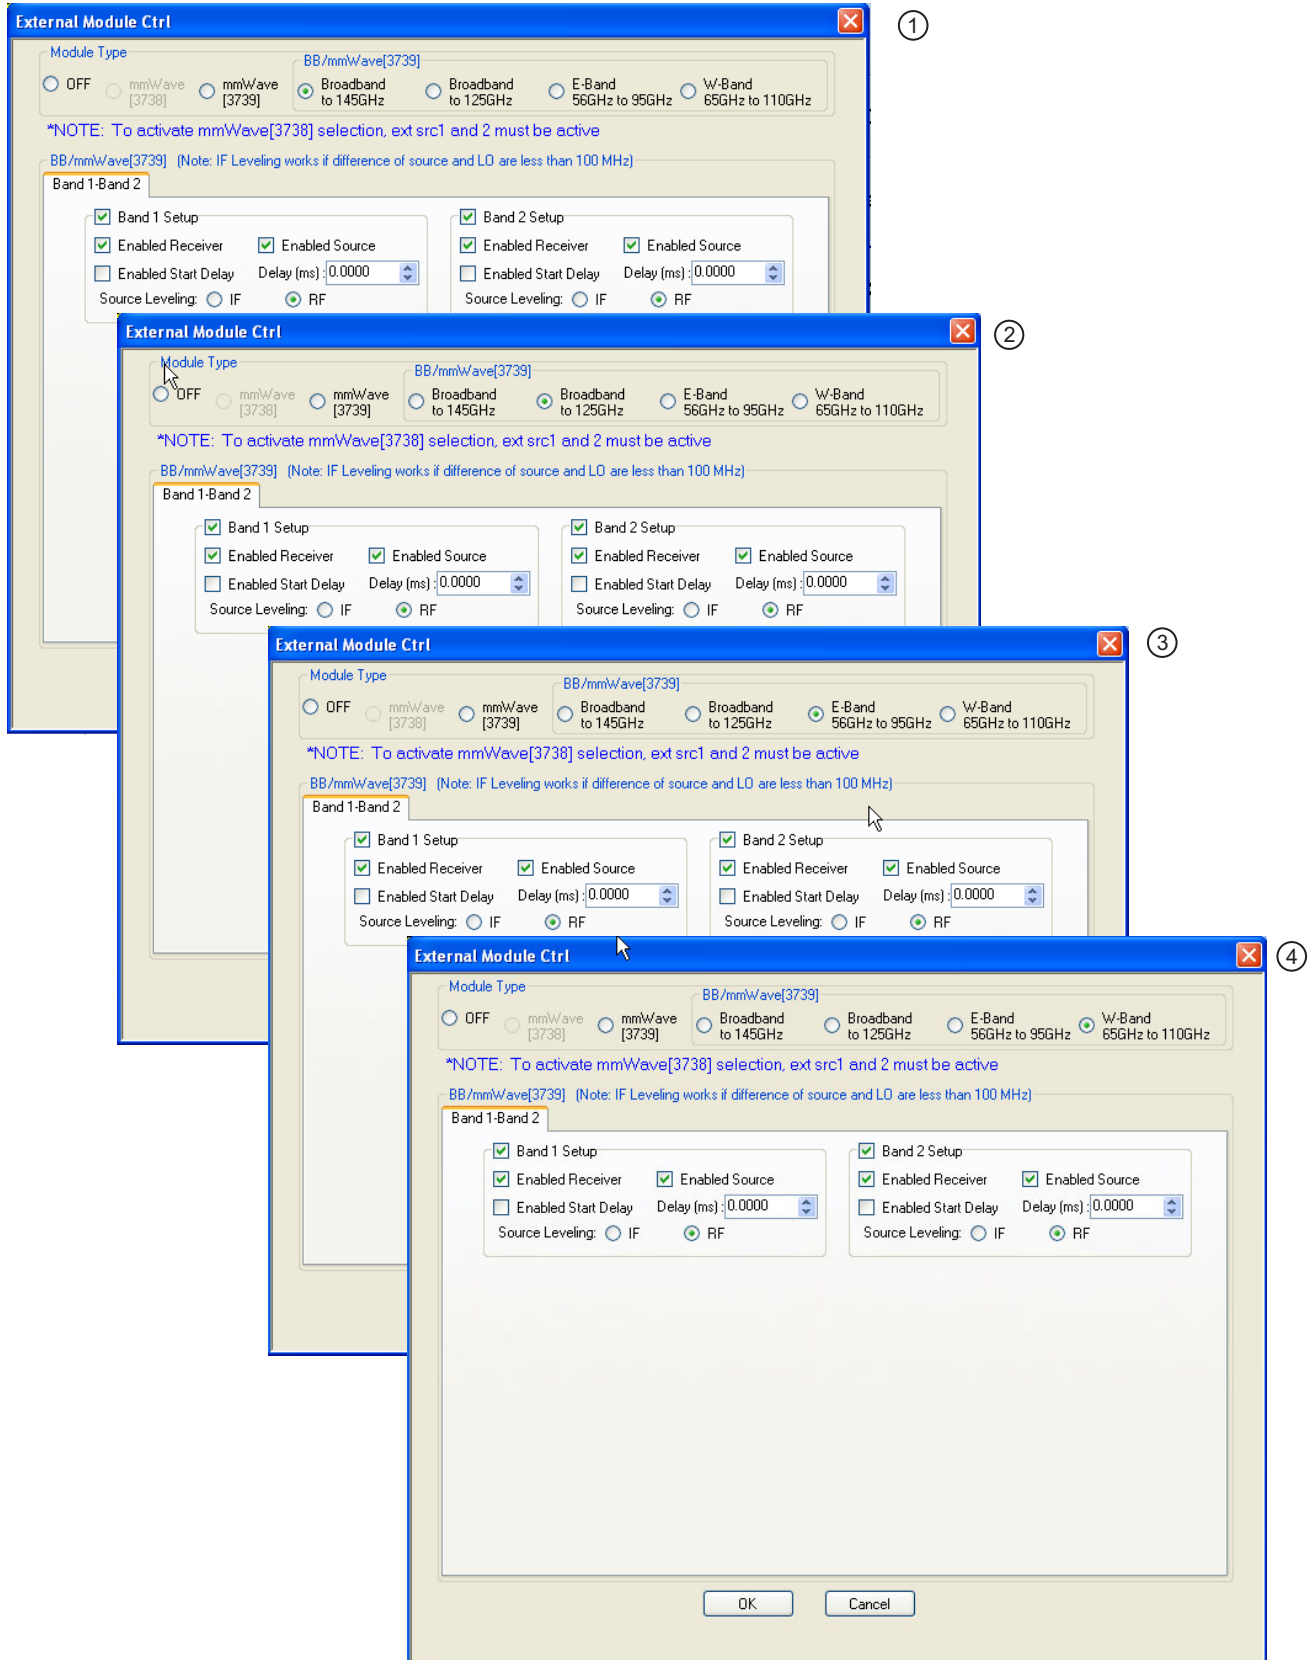 External Module Ctrl
1
Module Type
BB/mmWave[3739]
OFF mmWave [3738] mmWave [3739] Broadband to 145GHz Broadband to 125GHz E-Band 56GHz to 95GHz W-Band 65GHz to 110GHz
*NOTE: To activate mmWave[3738] selection, ext src1 and 2 must be active
BB/mmWave[3739] (Note: IF Leveling works if difference of source and LO are less than 100 MHz)
Band 1-Band 2
Band 1 Setup Band 2 Setup
Enabled Receiver Enabled Source Enabled Receiver Enabled Source
Enabled Start Delay Delay (ms) : 0.0000 Enabled Start Delay Delay (ms) : 0.0000
Source Leveling: IF RF Source Leveling: IF RF
External Module Ctrl
2
Module Type
BB/mmWave[3739]
OFF mmWave [3738] mmWave [3739] Broadband to 145GHz Broadband to 125GHz E-Band 56GHz to 95GHz W-Band 65GHz to 110GHz
*NOTE: To activate mmWave[3738] selection, ext src1 and 2 must be active
BB/mmWave[3739] (Note: IF Leveling works if difference of source and LO are less than 100 MHz)
Band 1-Band 2
Band 1 Setup Band 2 Setup
Enabled Receiver Enabled Source Enabled Receiver Enabled Source
Enabled Start Delay Delay (ms) : 0.0000 Enabled Start Delay Delay (ms) : 0.0000
Source Leveling: IF RF Source Leveling: IF RF
External Module Ctrl
3
Module Type
BB/mmWave[3739]
OFF mmWave [3738] mmWave [3739] Broadband to 145GHz Broadband to 125GHz E-Band 56GHz to 95GHz W-Band 65GHz to 110GHz
*NOTE: To activate mmWave[3738] selection, ext src1 and 2 must be active
BB/mmWave[3739] (Note: IF Leveling works if difference of source and LO are less than 100 MHz)
Band 1-Band 2
Band 1 Setup Band 2 Setup
Enabled Receiver Enabled Source Enabled Receiver Enabled Source
Enabled Start Delay Delay (ms) : 0.0000 Enabled Start Delay Delay (ms) : 0.0000
Source Leveling: IF RF Source Leveling: IF RF
External Module Ctrl
4
Module Type
BB/mmWave[3739]
OFF mmWave [3738] mmWave [3739] Broadband to 145GHz Broadband to 125GHz E-Band 56GHz to 95GHz W-Band 65GHz to 110GHz
*NOTE: To activate mmWave[3738] selection, ext src1 and 2 must be active
BB/mmWave[3739] (Note: IF Leveling works if difference of source and LO are less than 100 MHz)
Band 1-Band 2
Band 1 Setup Band 2 Setup
Enabled Receiver Enabled Source Enabled Receiver Enabled Source
Enabled Start Delay Delay (ms) : 0.0000 Enabled Start Delay Delay (ms) : 0.0000
Source Leveling: IF RF Source Leveling: IF RF
OK Cancel